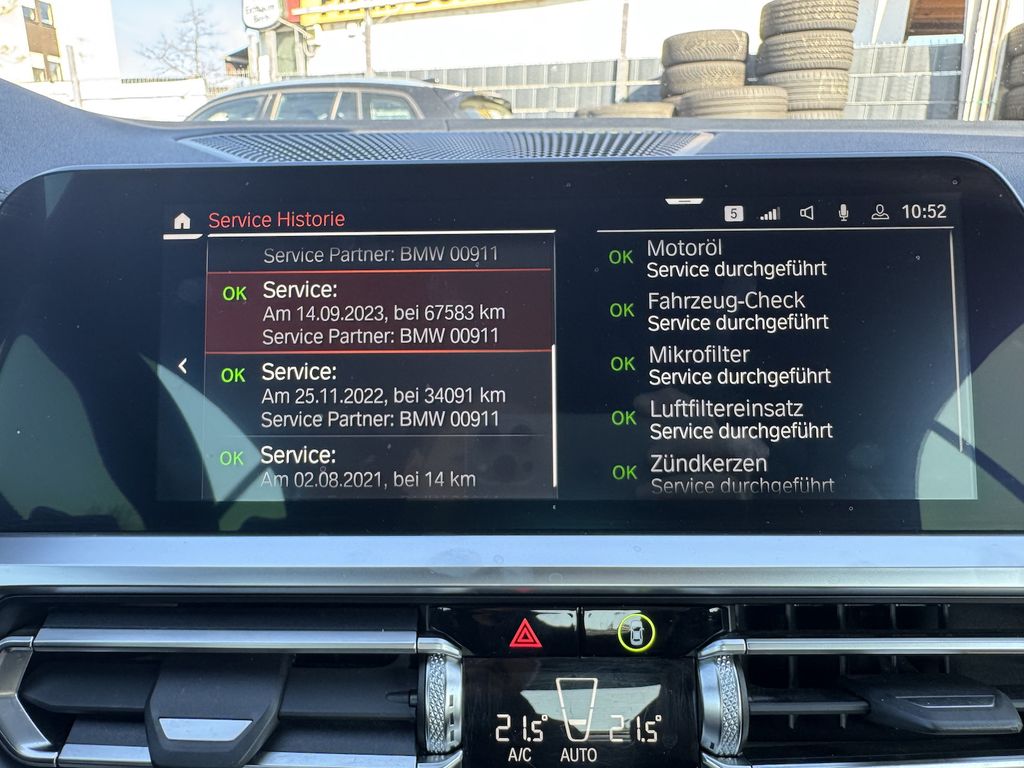 5
10:52
Service Historie
Service Partner: BMW 00911
OK Service:
Am 14.09.2023, bei 67583 km
Service Partner: BMW 00911
OK Service:
Am 25.11.2022, bei 34091 km
Service Partner: BMW 00911
OK Service:
Am 02.08.2021, bei 14 km
OK Motoröl
Service durchgeführt
OK Fahrzeug-Check
Service durchgeführt
OK Mikrofilter
Service durchgeführt
OK Luftfiltereinsatz
Service durchgeführt
OK Zündkerzen
Service durchgeführt
21.5° 21.5°
A/C AUTO